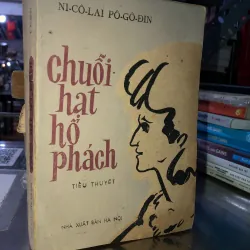 NI-CÔ-LAI PÔ-GÔ-ĐIN
chuỗi
hạt
hổ
phách
TIỂU THUYẾT
NHÀ XUẤT BẢN HÀ NỘI